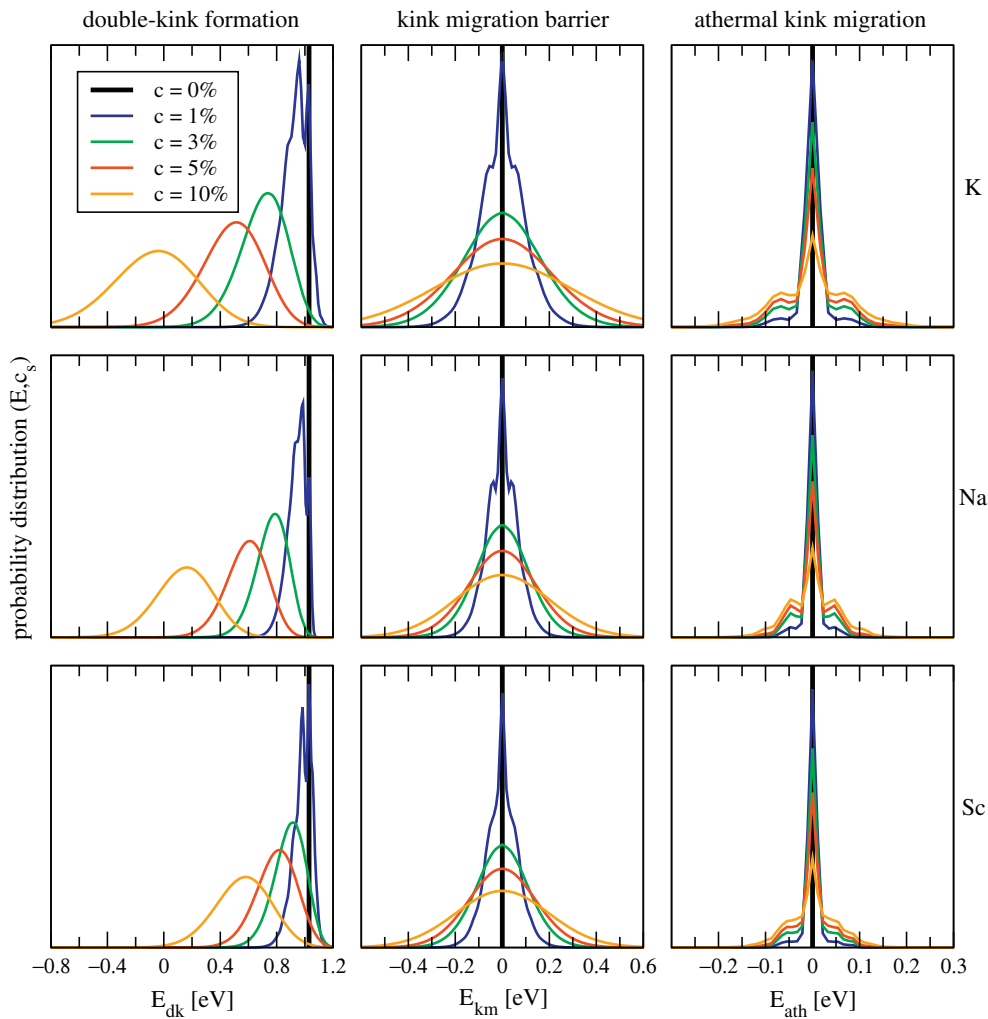 double-kink formation
kink migration barrier
athermal kink migration
c = 0%
c = 1%
c = 3%
c = 5%
c = 10%
K
Na
Sc
probability distribution (E,c_s)
−0.8 −0.4 0 0.4 0.8 1.2
−0.4 −0.2 0 0.2 0.4 0.6
−0.2 −0.1 0 0.1 0.2 0.3
E_dk [eV]
E_km [eV]
E_ath [eV]